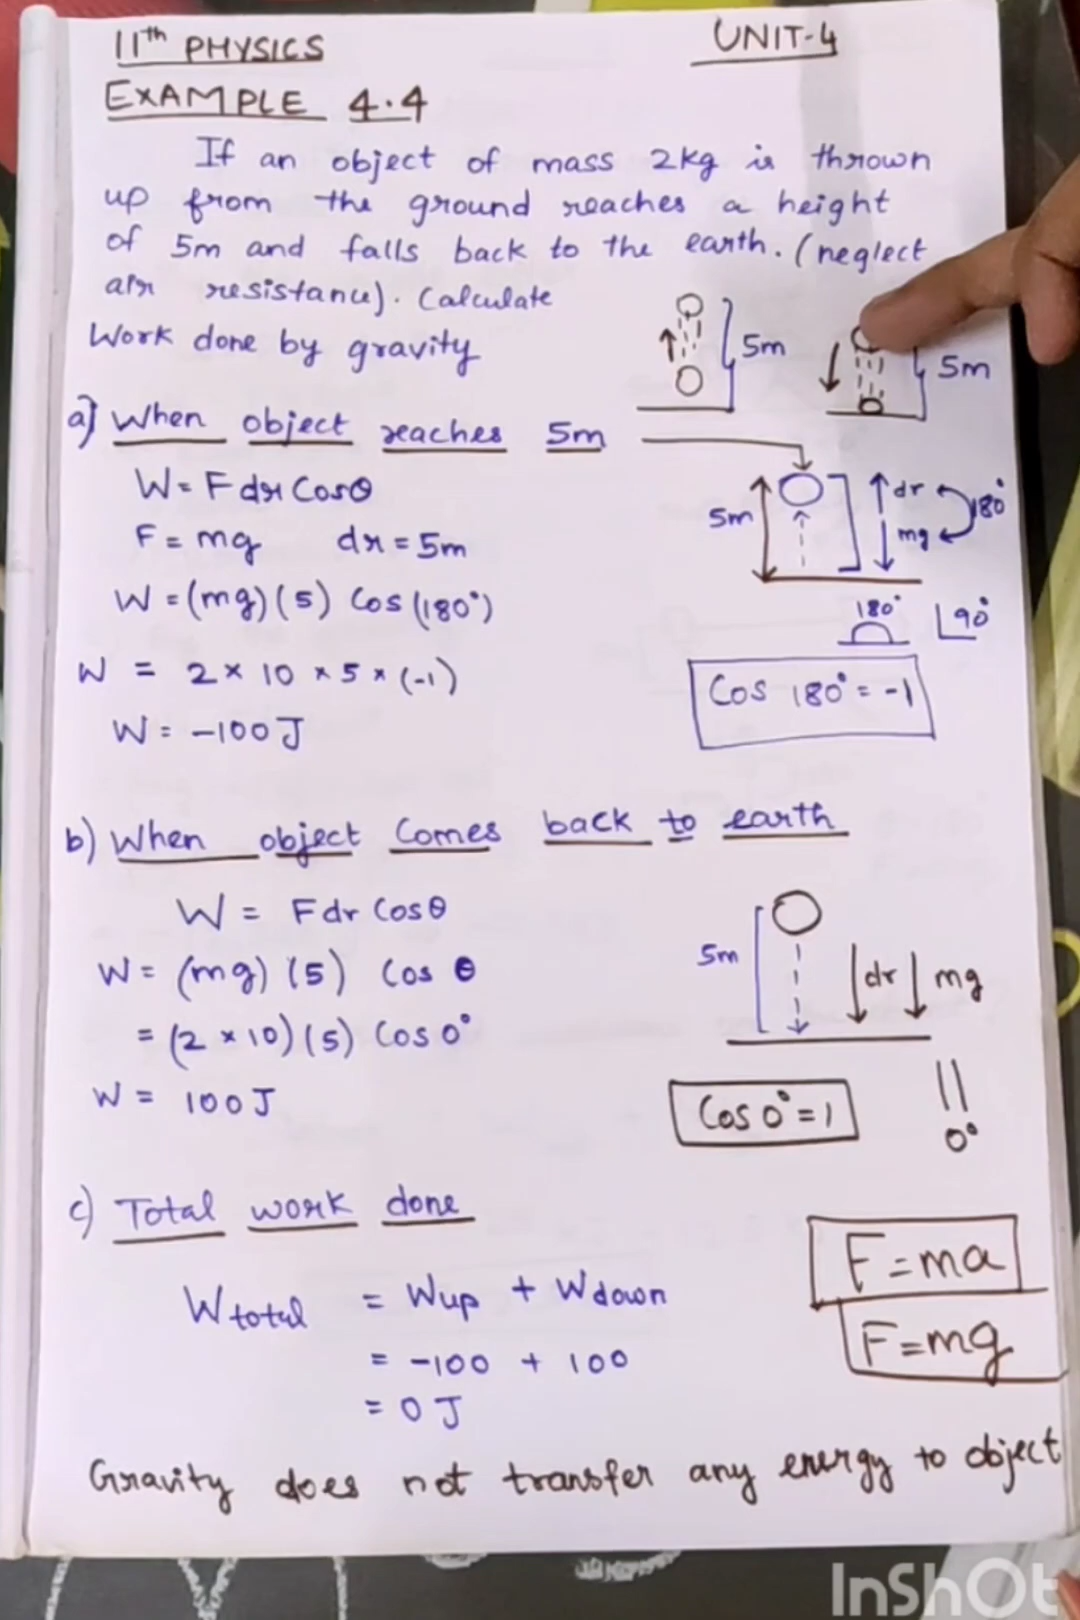 11th PHYSICS
UNIT-4
EXAMPLE 4.4
If an object of mass 2kg is thrown
up from the ground reaches a height
of 5m and falls back to the earth. (neglect
air resistance). Calculate
Work done by gravity
5m
5m
a) When object reaches 5m
W = F dr Cosθ
F = mg dr = 5m
W = (mg) (5) Cos (180°)
W = 2 × 10 × 5 × (-1)
W = -100 J
5m
dr
180°
mg
180°
90°
Cos 180° = -1
b) When object Comes back to earth
W = Fdr Cosθ
W = (mg) (5) Cos θ
= (2 × 10) (5) Cos 0°
W = 100 J
5m
dr
mg
Cos 0° = 1
0°
c) Total work done
W total = Wup + Wdown
= -100 + 100
= 0 J
F = ma
F = mg
Gravity does not transfer any energy to object
InShOt